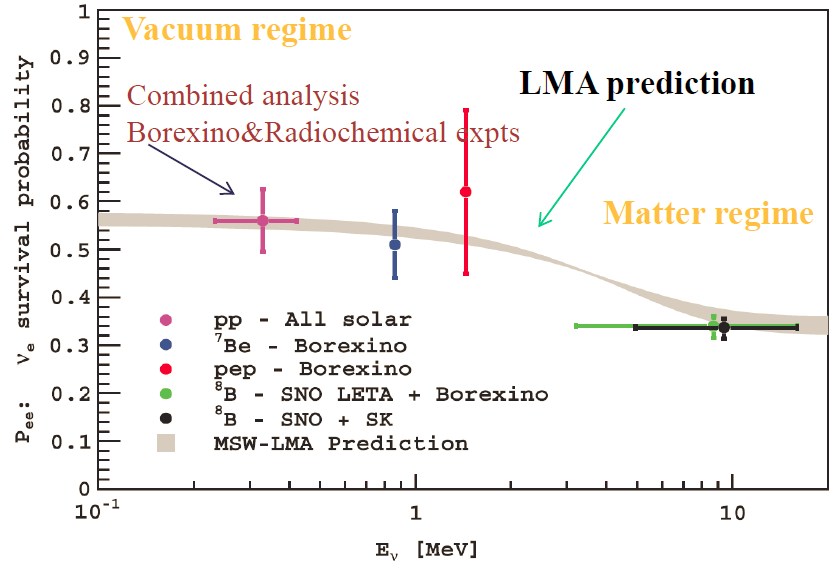 Vacuum regime
Combined analysis
Borexino&Radiochemical expts
LMA prediction
Matter regime
pp - All solar
⁷Be - Borexino
pep - Borexino
⁸B - SNO LETA + Borexino
⁸B - SNO + SK
MSW-LMA Prediction
Pₑₑ: νₑ survival probability
1
0.9
0.8
0.7
0.6
0.5
0.4
0.3
0.2
0.1
0
10⁻¹
1
10
Eᵥ [MeV]